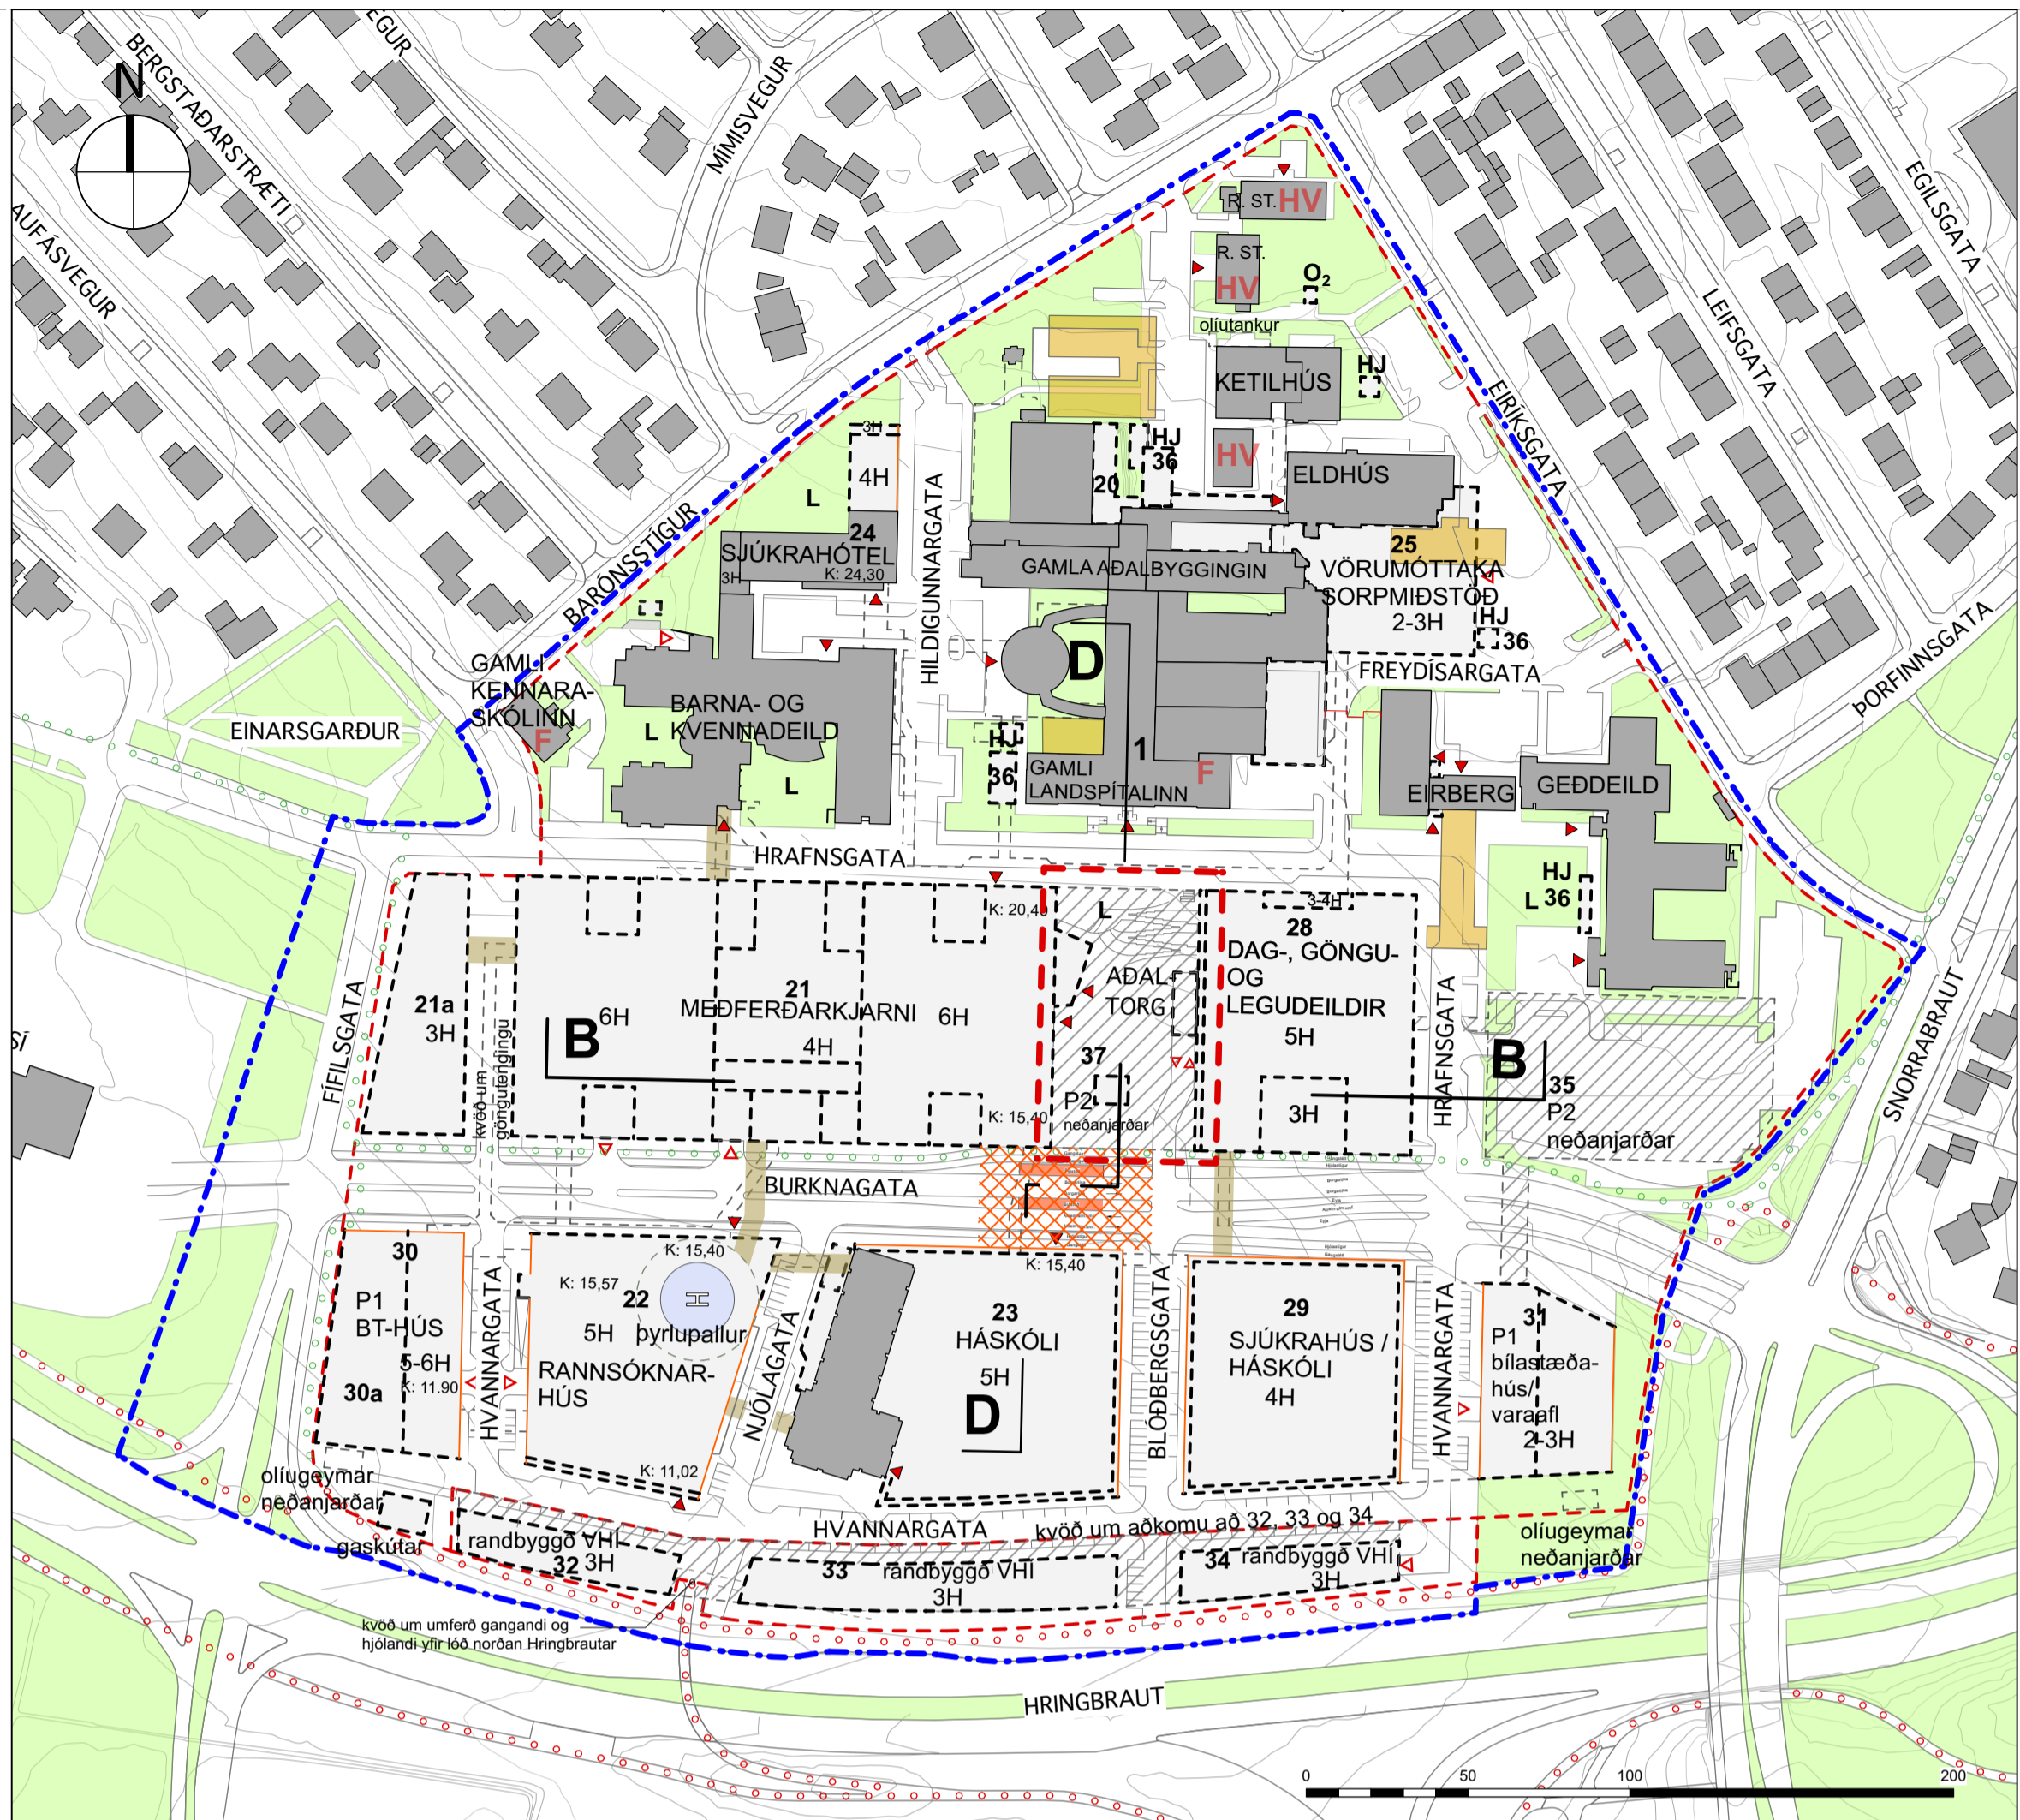 EGUR
BERGSTAÐARSTRÆTI
N
AUFÁSVEGUR
MÍMISVEGUR
EGILSGATA
LEIFSGATA
EIRÍKSGATA
ÞORFINNSGATA
SNORRABRAUT
BARÓNSSTÍGUR
HILDIGUNNARGATA
R. ST. HV
R. ST.
HV
O2
olíutankur
KETILHÚS
HJ
HV
HJ
36
20
ELDHÚS
3H
4H
L
24
SJÚKRAHÓTEL
K: 24,30
3H
GAMLA AÐALBYGGINGIN
25
VÖRUMÓTTAKA
SORPMIÐSTÖÐ
2-3H
HJ
36
FREYDÍSARGATA
GAMLI
KENNARA-
SKÓLINN
F
EINARSGARÐUR
BARNA- OG
KVENNADEILD
L
L
D
1
HJ
36
GAMLI
LANDSPÍTALINN
F
EIRBERG
GEÐDEILD
HJ
L 36
HRAFNSGATA
K: 20,40
L
AÐAL-
TORG
37
P2
neðanjarðar
K: 15,40
3-4H
28
DAG-, GÖNGU-
OG
LEGUDEILDIR
5H
3H
HRAFNSGATA
B
35
P2
neðanjarðar
FÍFILSGATA
21a
3H
kvöð um
göngutengingu
B
6H
21
MEÐFERÐARKJARNI
4H
6H
SÍ
BURKNAGATA
30
P1
BT-HÚS
5-6H
K: 11.90
30a
HVANNARGATA
K: 15,40
K: 15,57
22
5H
þyrlupallur
H
RANNSÓKNAR-
HÚS
K: 11,02
NJÓLAGATA
K: 15,40
23
HÁSKÓLI
5H
D
BLÓÐBERGSGATA
29
SJÚKRAHÚS /
HÁSKÓLI
4H
HVANNARGATA
31
P1
bílastæða-
hús/
varaafl
2-3H
olíugeymar
neðanjarðar
gaskútar
randbyggð VHI
32 3H
HVANNARGATA
kvöð um aðkomu að 32, 33 og 34
33 randbyggð VHI
3H
34 randbyggð VHI
3H
olíugeymar
neðanjarðar
kvöð um umferð gangandi og
hjólandi yfir lóð norðan Hringbrautar
HRINGBRAUT
0 50 100 200